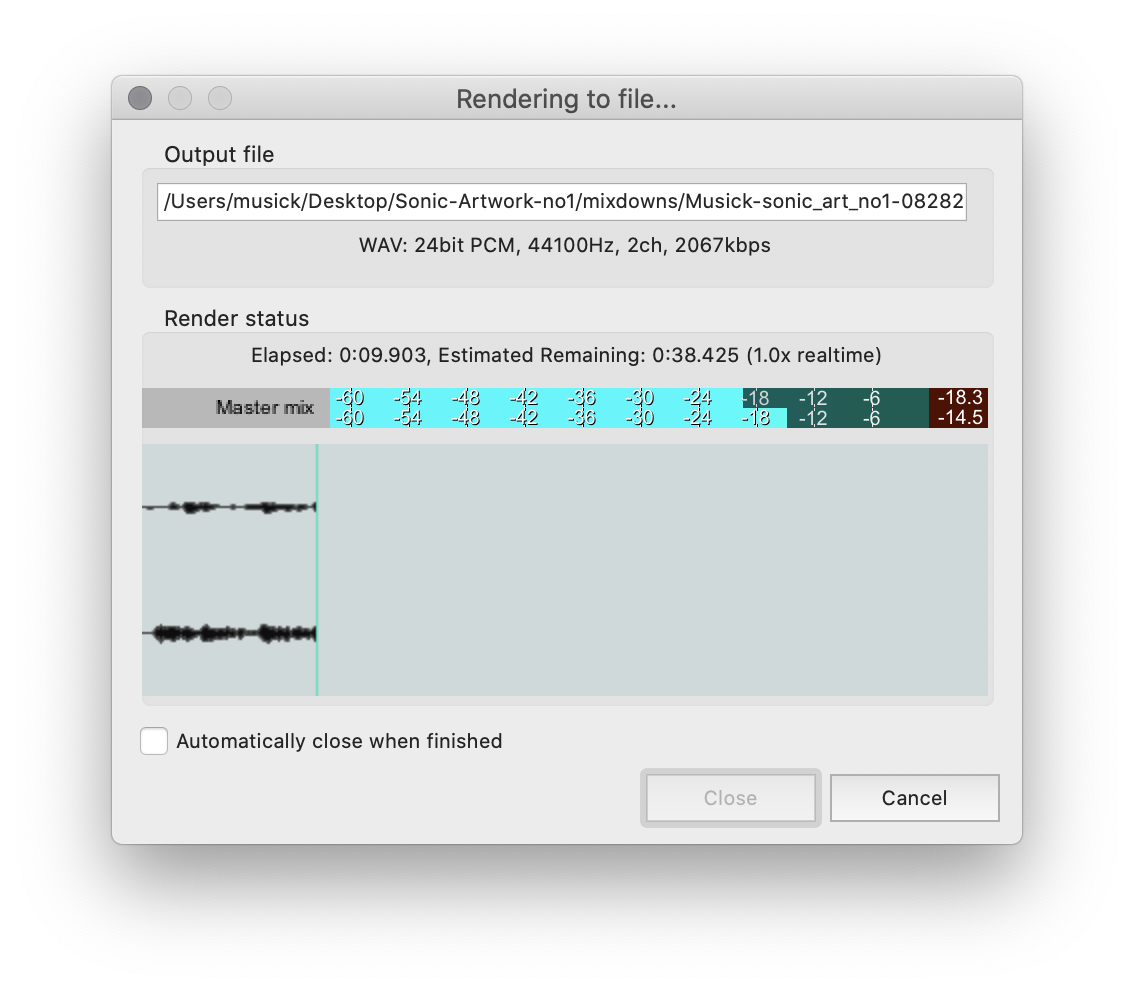 Rendering to file...
Output file
/Users/musick/Desktop/Sonic-Artwork-no1/mixdowns/Musick-sonic_art_no1-08282
WAV: 24bit PCM, 44100Hz, 2ch, 2067kbps
Render status
Elapsed: 0:09.903, Estimated Remaining: 0:38.425 (1.0x realtime)
Master mix
-60 -54 -48 -42 -36 -30 -24 -18 -12 -6 -18.3
-60 -54 -48 -42 -36 -30 -24 -18 -12 -6 -14.5
Automatically close when finished
Close Cancel